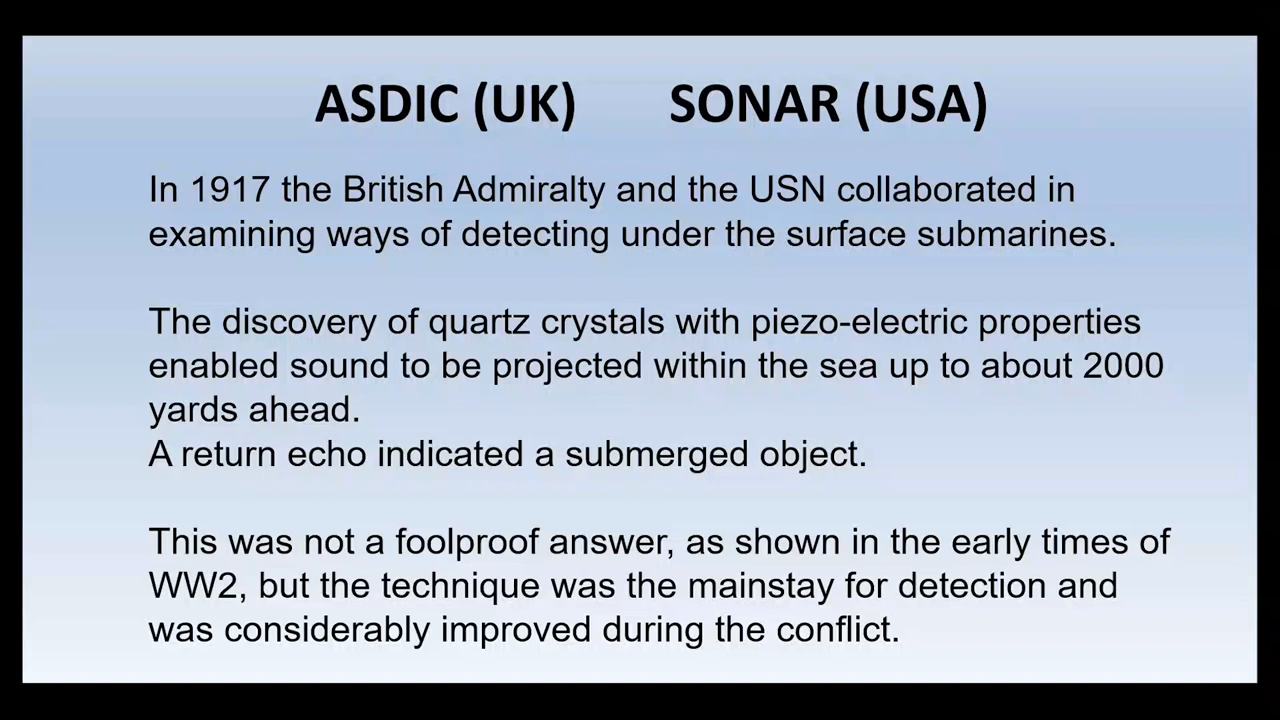 ASDIC (UK) SONAR (USA)
In 1917 the British Admiralty and the USN collaborated in
examining ways of detecting under the surface submarines.
The discovery of quartz crystals with piezo-electric properties
enabled sound to be projected within the sea up to about 2000
yards ahead.
A return echo indicated a submerged object.
This was not a foolproof answer, as shown in the early times of
WW2, but the technique was the mainstay for detection and
was considerably improved during the conflict.